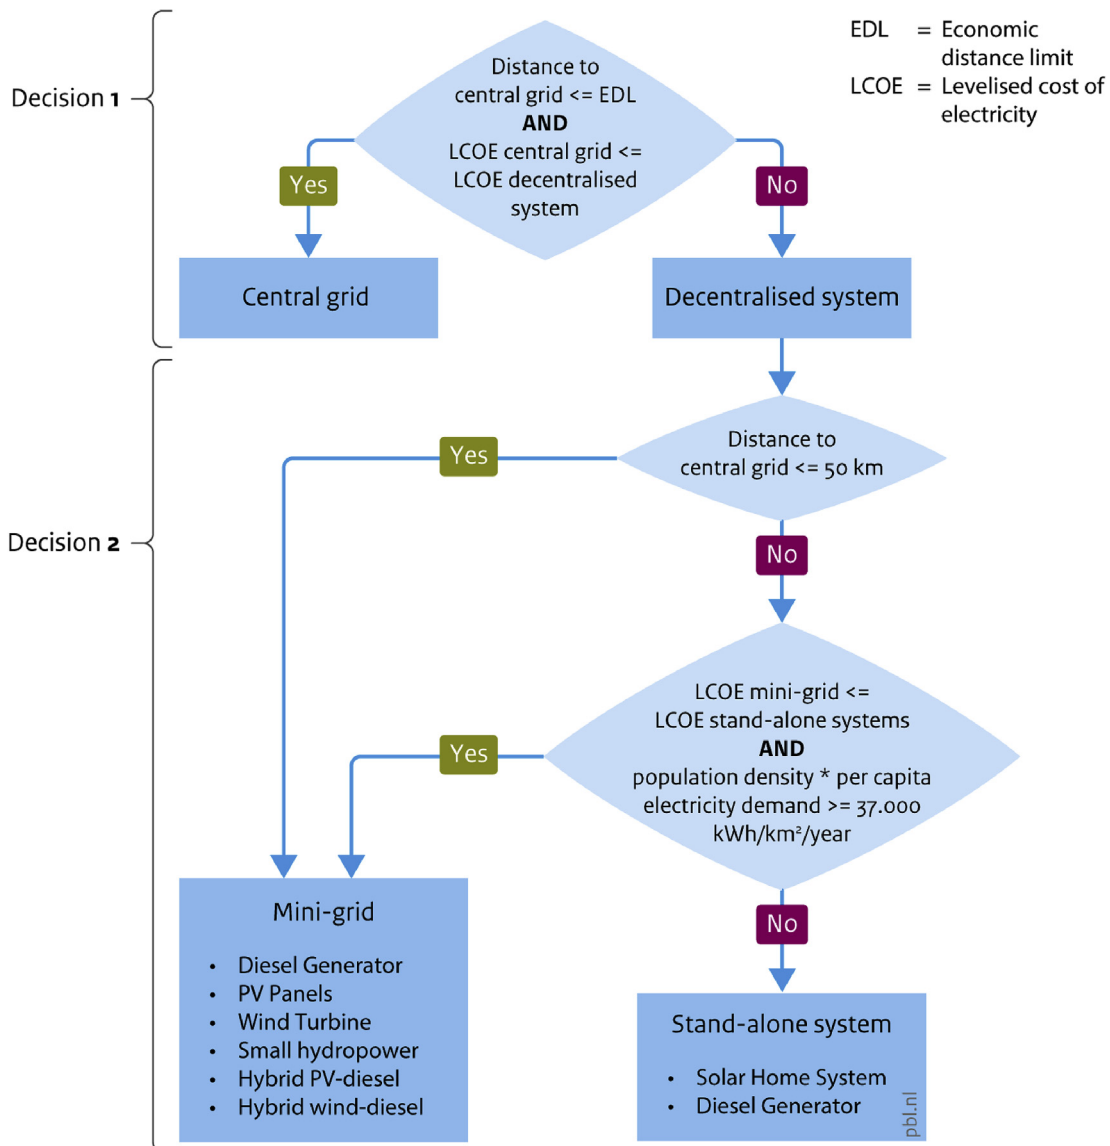 EDL = Economic
distance limit
LCOE = Levelised cost of
electricity
Decision 1
Distance to
central grid <= EDL
AND
LCOE central grid <=
LCOE decentralised
system
Yes
No
Central grid
Decentralised system
Decision 2
Distance to
central grid <= 50 km
Yes
No
LCOE mini-grid <=
LCOE stand-alone systems
AND
population density * per capita
electricity demand >= 37.000
kWh/km²/year
Yes
No
Mini-grid
• Diesel Generator
• PV Panels
• Wind Turbine
• Small hydropower
• Hybrid PV-diesel
• Hybrid wind-diesel
Stand-alone system
• Solar Home System
• Diesel Generator
pbl.nl